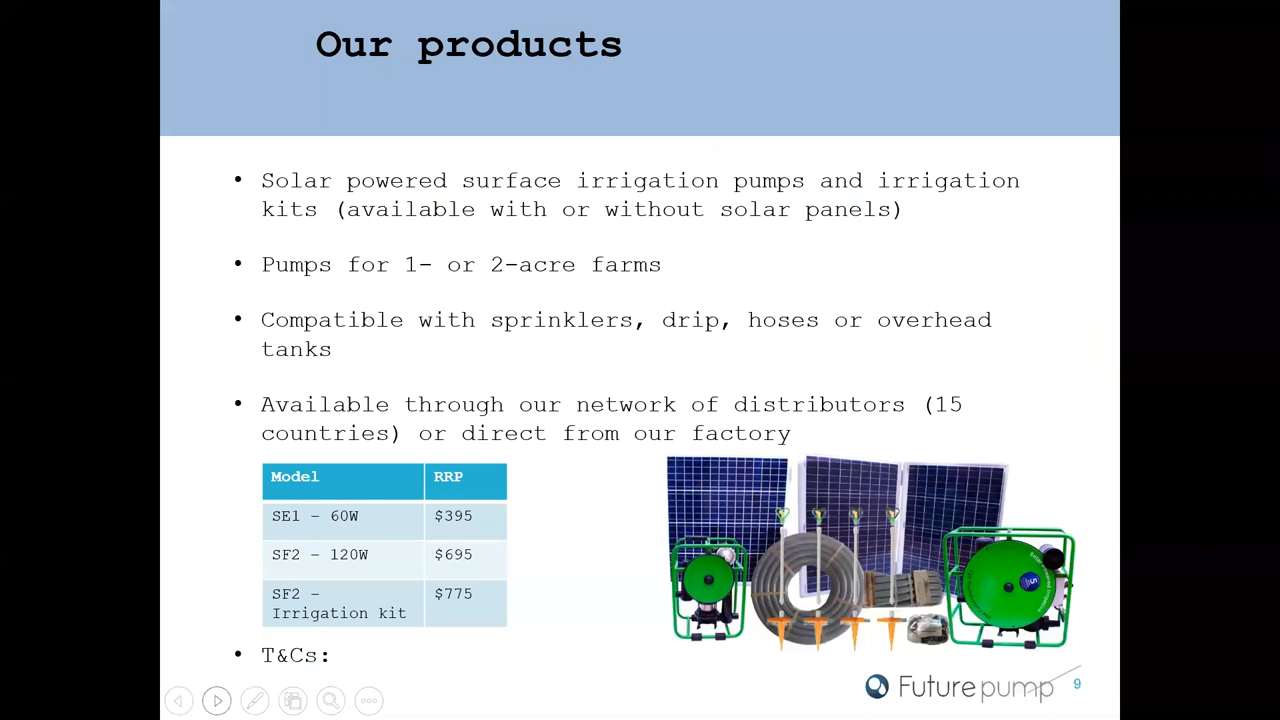 Our products
• Solar powered surface irrigation pumps and irrigation
kits (available with or without solar panels)
• Pumps for 1- or 2-acre farms
• Compatible with sprinklers, drip, hoses or overhead
tanks
• Available through our network of distributors (15
countries) or direct from our factory
Model RRP
SE1 – 60W $395
SF2 – 120W $695
SF2 –
Irrigation kit $775
• T&Cs:
Futurepump
9